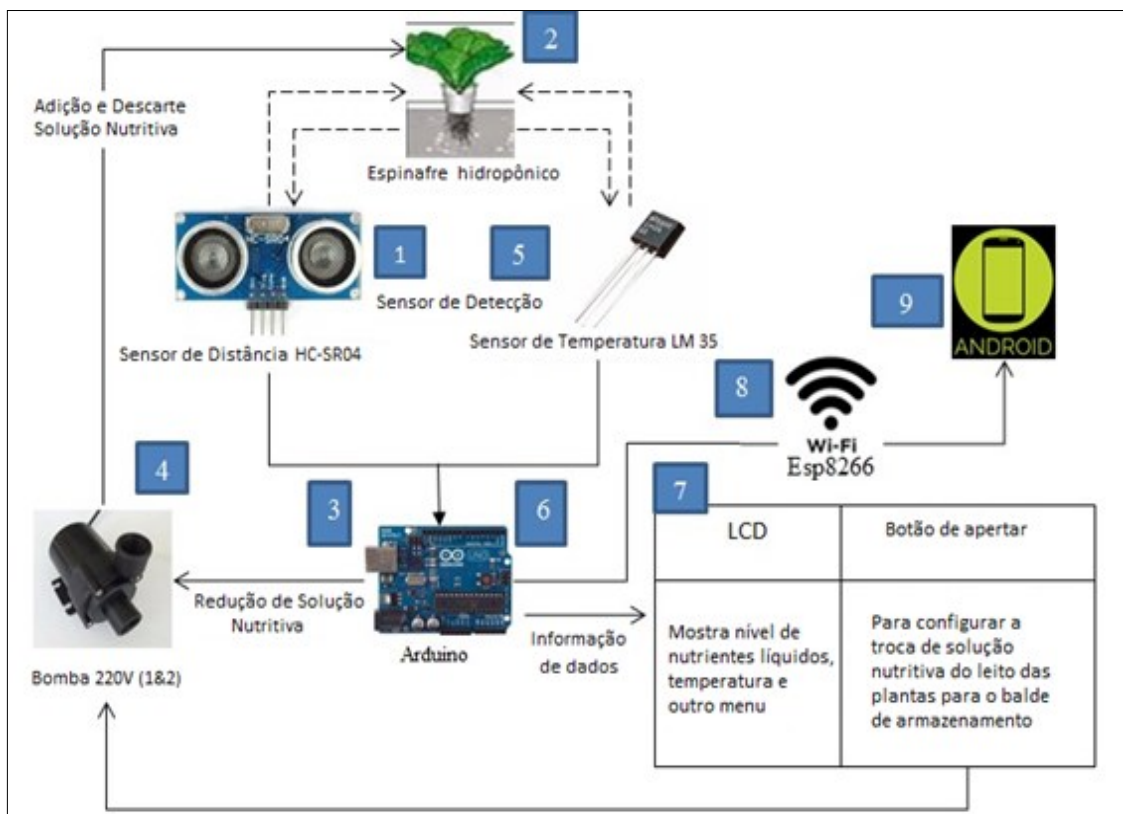 2
Adição e Descarte
Solução Nutritiva
Espinafre hidropônico
HC-SR04
1
5
Sensor de Detecção
Sensor de Distância HC-SR04
Sensor de Temperatura LM 35
9
ANDROID
8
Wi-Fi
Esp8266
4
3
6
7
LCD
Botão de apertar
Redução de Solução
Nutritiva
Arduino
Informação
de dados
Mostra nível de
nutrientes líquidos,
temperatura e
outro menu
Para configurar a
troca de solução
nutritiva do leito das
plantas para o balde
de armazenamento
Bomba 220V (1&2)